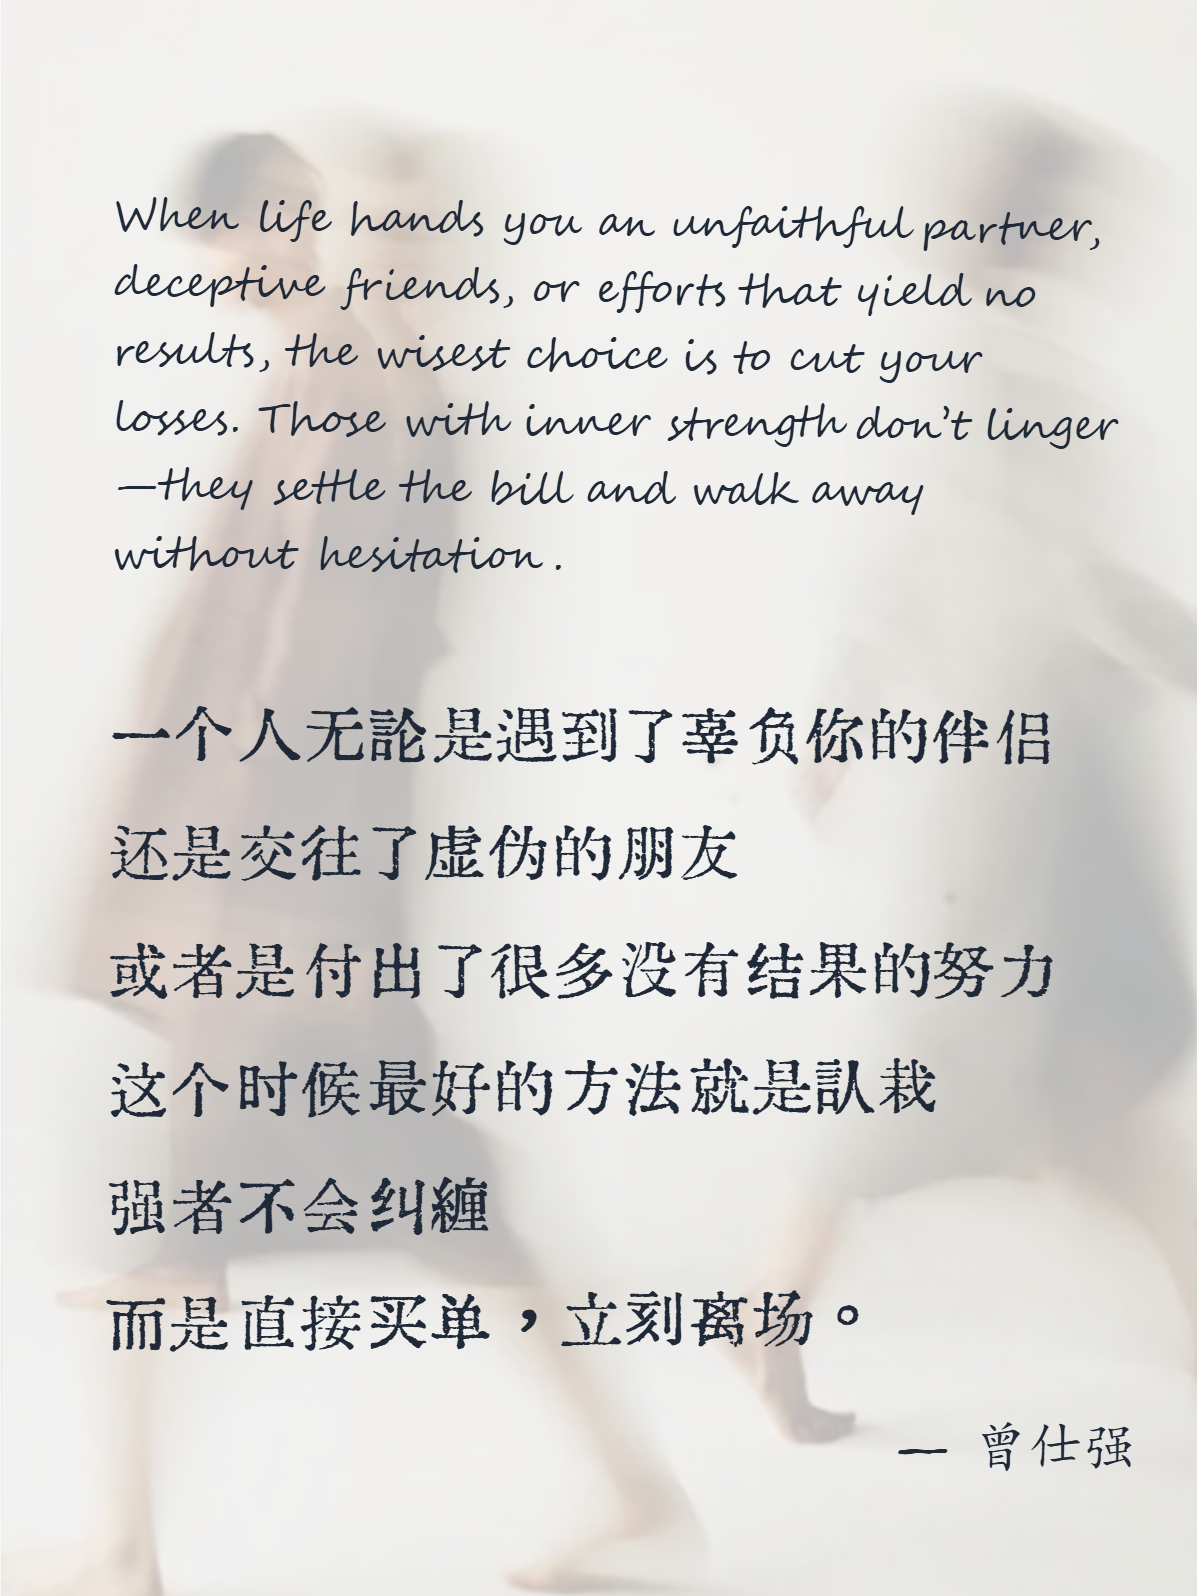 When life hands you an unfaithful partner,
deceptive friends, or efforts that yield no
results, the wisest choice is to cut your
losses. Those with inner strength don't linger
—they settle the bill and walk away
without hesitation.
一个人无論是遇到了辜负你的伴侣
还是交往了虚伪的朋友
或者是付出了很多没有结果的努力
这个时候最好的方法就是認栽
强者不会纠纏
而是直接买单，立刻离场。
— 曾仕强